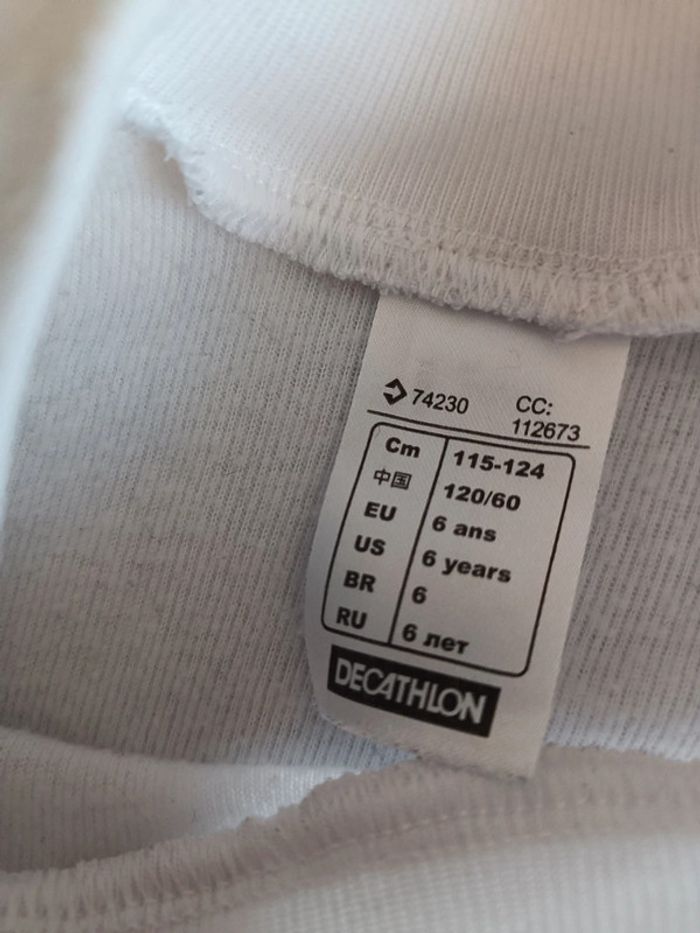 74230 CC:
112673
Cm 115-124
中国 120/60
EU 6 ans
US 6 years
BR 6
RU 6 лет
DECATHLON